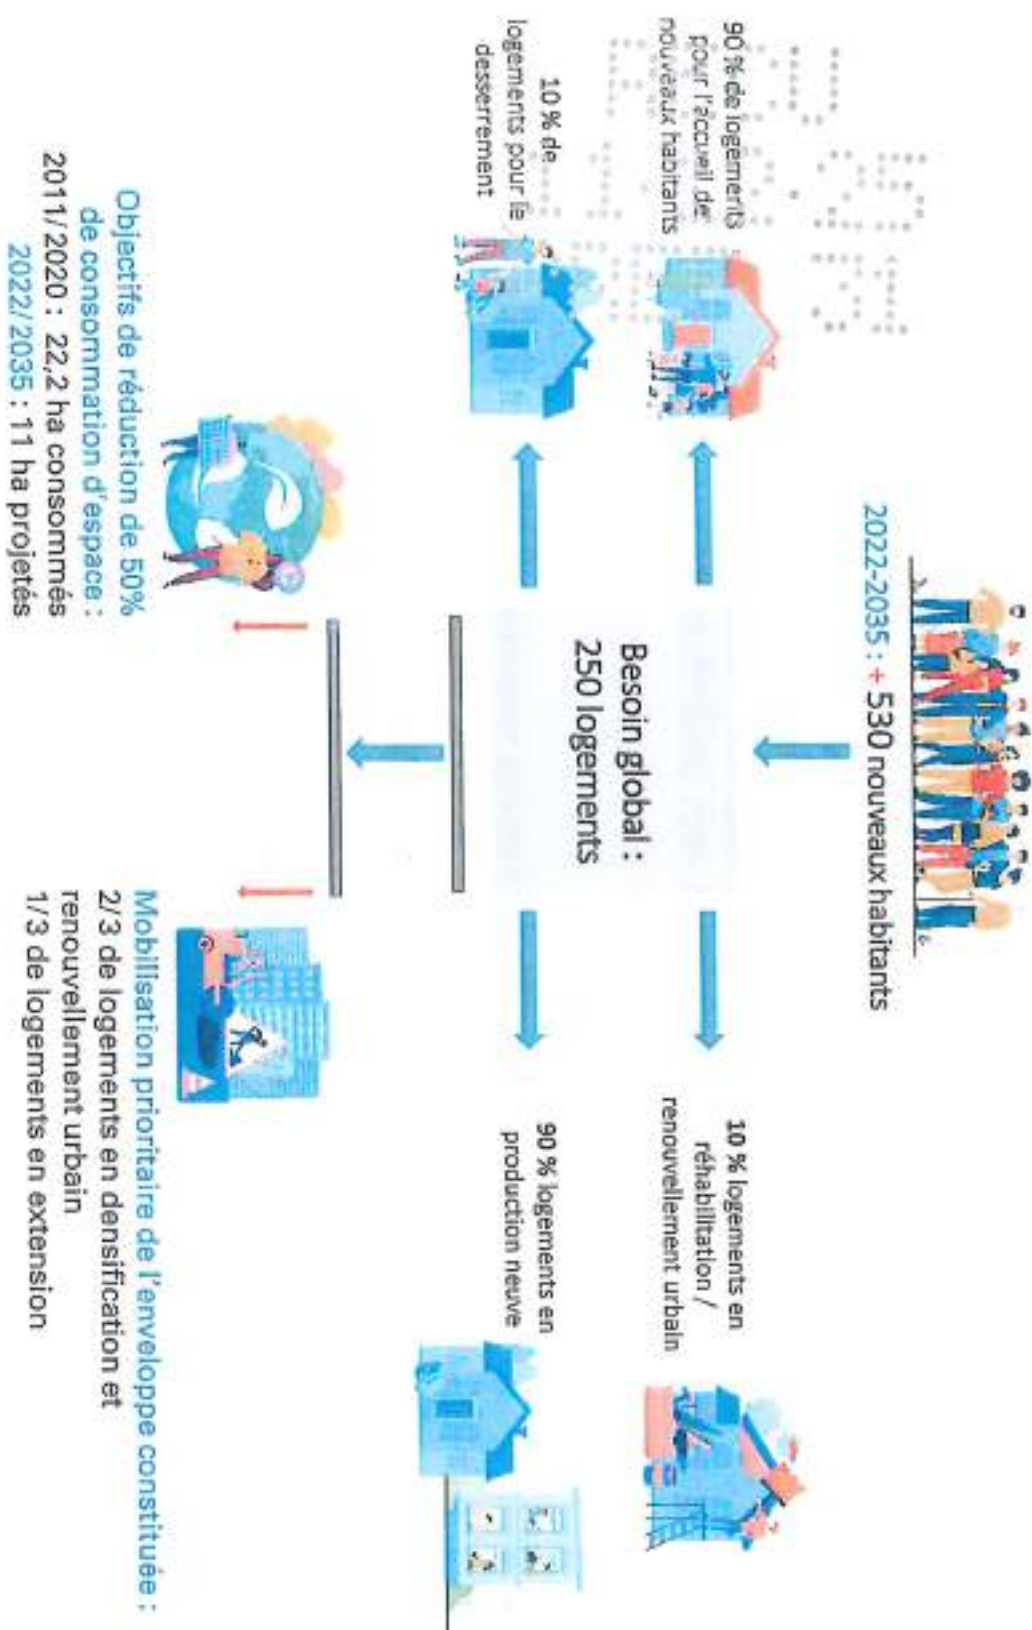 2022-2035 : + 530 nouveaux habitants
90 % de logements
pour l'accueil de
nouveaux habitants
10 % de
logements pour le
desserrement
Besoin global :
250 logements
10 % logements en
réhabilitation /
renouvellement urbain
90 % logements en
production neuve
Objectifs de réduction de 50%
de consommation d'espace :
2011/2020 : 22,2 ha consommés
2022/2035 : 11 ha projetés
Mobilisation prioritaire de l'enveloppe constituée :
2/3 de logements en densification et
renouvellement urbain
1/3 de logements en extension